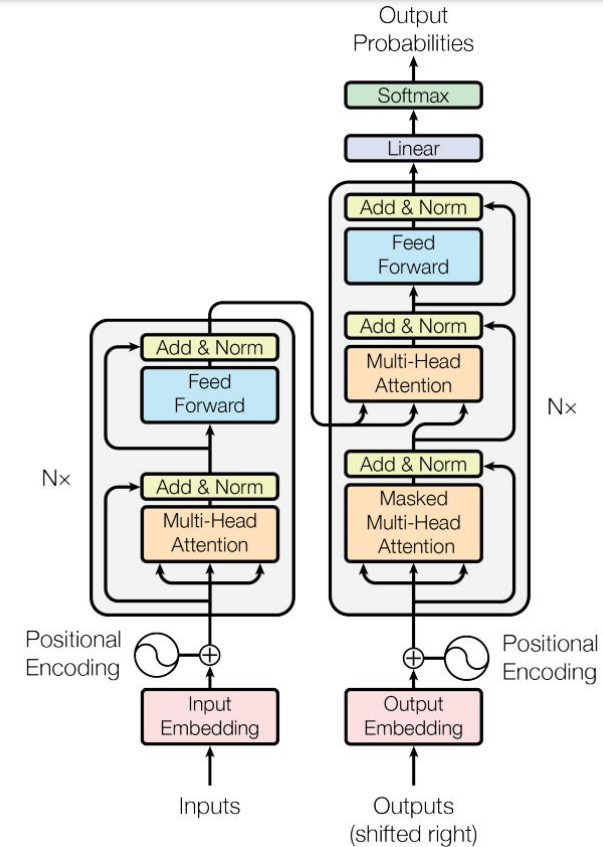 Output
Probabilities
Softmax
Linear
Add & Norm
Feed
Forward
Add & Norm
Multi-Head
Attention
Add & Norm
Masked
Multi-Head
Attention
Nx
Add & Norm
Feed
Forward
Add & Norm
Multi-Head
Attention
Nx
Positional
Encoding
Positional
Encoding
Input
Embedding
Output
Embedding
Inputs
Outputs
(shifted right)